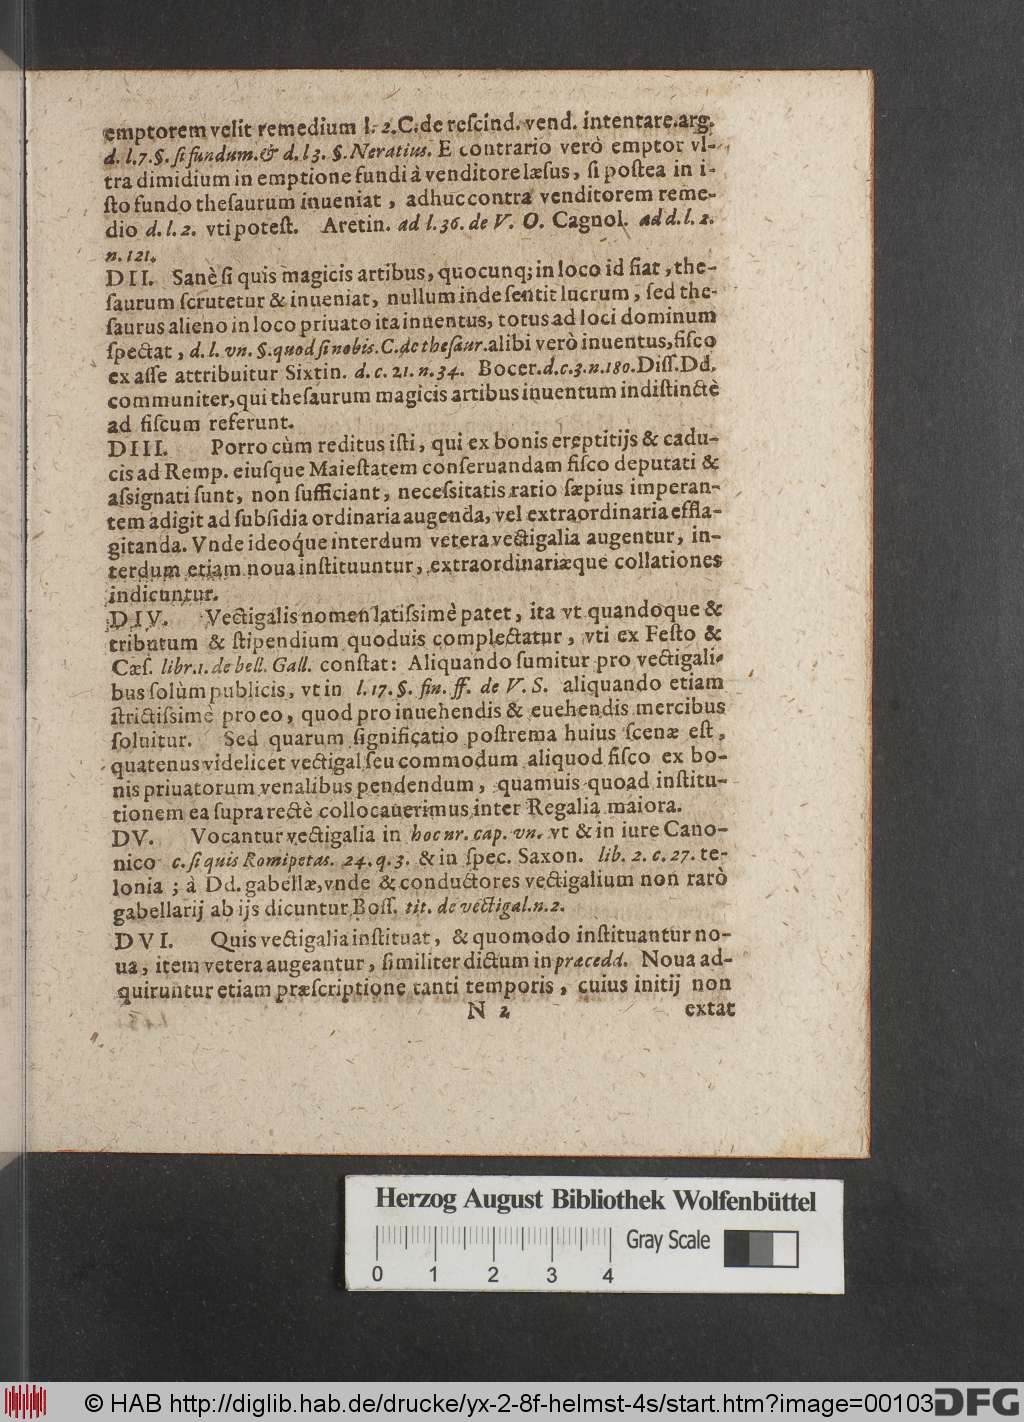 emptorem velit remedium l. 2. C. de reſcind. vend. intentare. arg.
d. l. 7. §. ſi fundum. & d. l 3. §. Neratius. E contrario verò emptor vl-
tra dimidium in emptione fundi à venditore læſus, ſi poſtea in i-
ſto fundo theſaurum inueniat, adhuc contra venditorem reme-
dio d. l. 2. vti poteſt. Aretin. ad l. 36. de V. O. Cagnol. ad d. l. 2.
n. 121.
DII. Sanè ſi quis magicis artibus, quocunq; in loco id fiat, the-
ſaurum ſcrutetur & inueniat, nullum inde ſentit lucrum, ſed the-
ſaurus alieno in loco priuato ita inuentus, totus ad loci dominum
ſpectat, d. l. vn. §. quod ſi nobis. C. de theſaur. alibi verò inuentus, fiſco
ex aſſe attribuitur Sixtin. d. c. 21. n. 34. Bocer. d. c. 3. n. 180. Diſſ. Dd.
communiter, qui theſaurum magicis artibus inuentum indiſtinctè
ad fiſcum referunt.
DIII. Porro cùm reditus iſti, qui ex bonis ereptitijs & cadu-
cis ad Remp. eiuſque Maieſtatem conſeruandam fiſco deputati &
aſsignati ſunt, non ſufficiant, neceſsitatis ratio ſæpius imperan-
tem adigit ad ſubſidia ordinaria augenda, vel extraordinaria effla-
gitanda. Vnde ideoq́ue interdum vetera vectigalia augentur, in-
terdum etiam noua inſtituuntur, extraordinariæque collationes
indicuntur.
DIV. Vectigalis nomen latiſsimè patet, ita vt quandoque &
tributum & ſtipendium quoduis complectatur, vti ex Feſto &
Cæſ. libr. 1. de bell. Gall. conſtat: Aliquando ſumitur pro vectigali-
bus ſolùm publicis, vt in l. 17. §. fin. ff. de V. S. aliquando etiam
ſtrictiſsimè pro eo, quod pro inuehendis & euehendis mercibus
ſoluitur. Sed quarum ſignificatio poſtrema huius ſcenæ eſt,
quatenus videlicet vectigal ſeu commodum aliquod fiſco ex bo-
nis priuatorum venalibus pendendum, quamuis quoad inſtitu-
tionem ea ſupra rectè collocauerimus inter Regalia maiora.
DV. Vocantur vectigalia in hoc nr. cap. vn. vt & in iure Cano-
nico c. ſi quis Romipetas. 24. q. 3. & in ſpec. Saxon. lib. 2. c. 27. te-
lonia; à Dd. gabellæ, vnde & conductores vectigalium non rarò
gabellarij ab ijs dicuntur Boſſ. tit. de vectigal. n. 2.
DVI. Quis vectigalia inſtituat, & quomodo inſtituantur no-
ua, item vetera augeantur, ſimiliter dictum in præcedd. Noua ad-
quiruntur etiam præſcriptione tanti temporis, cuius initij non
N 2 extat
Herzog August Bibliothek Wolfenbüttel
Gray Scale
0 1 2 3 4
© HAB http://diglib.hab.de/drucke/yx-2-8f-helmst-4s/start.htm?image=00103
DFG